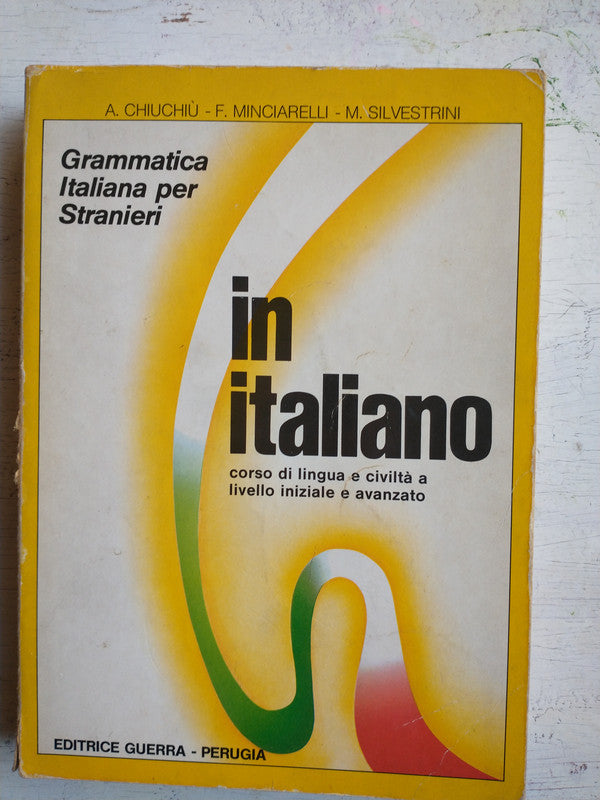 A. CHIUCHIÙ - F. MINCIARELLI - M. SILVESTRINI
Grammatica
Italiana per
Stranieri
in
italiano
corso di lingua e civiltà a
livello iniziale e avanzato
EDITRICE GUERRA - PERUGIA